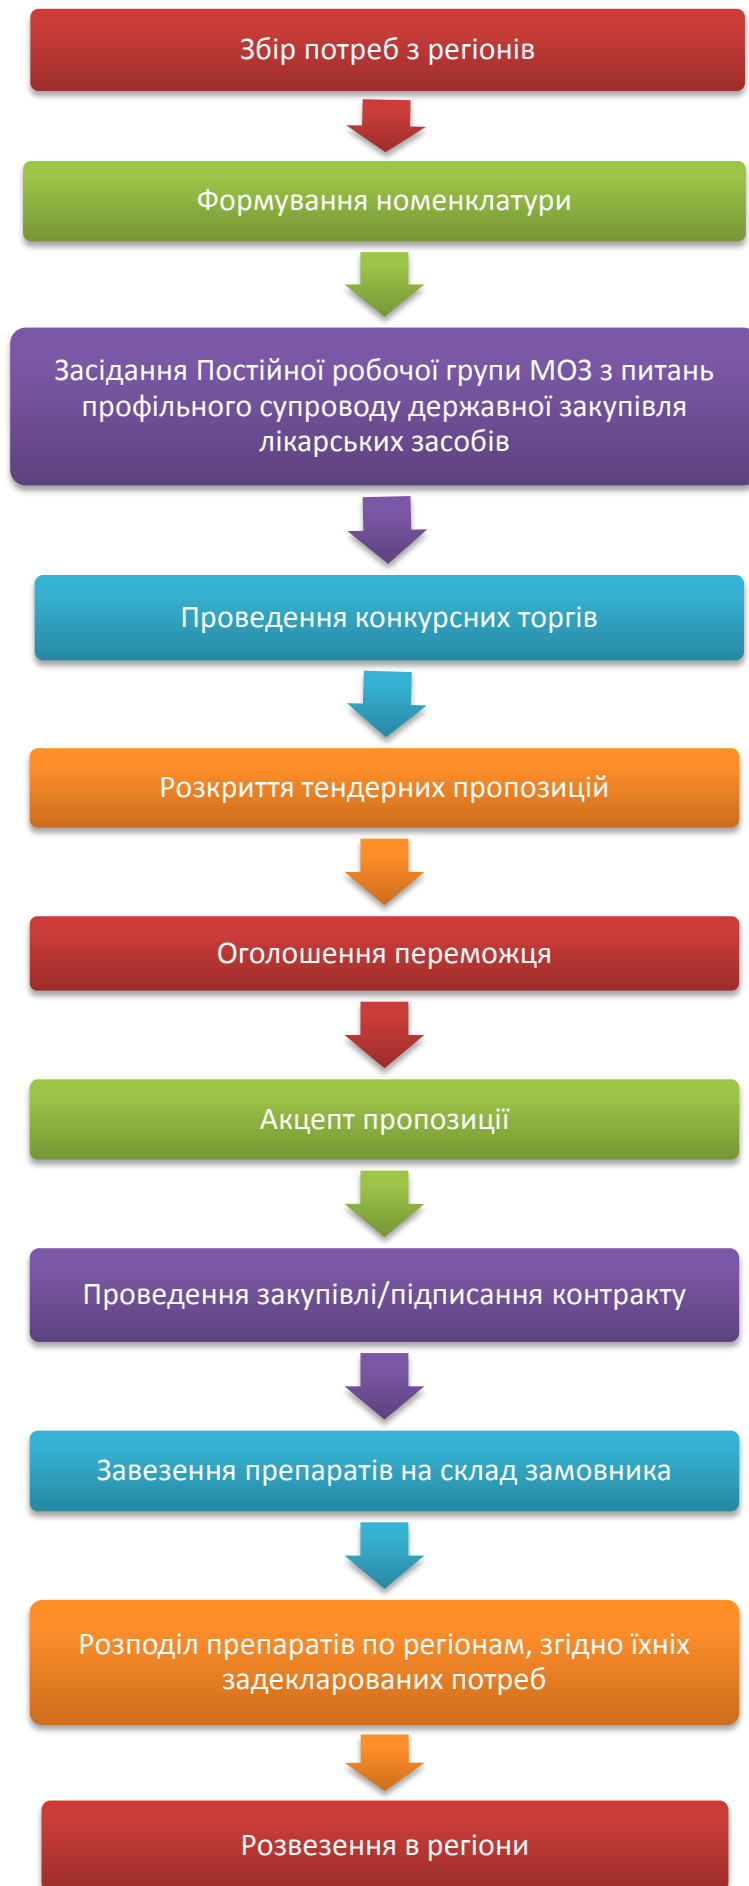 Збір потреб з регіонів
Формування номенклатури
Засідання Постійної робочої групи МОЗ з питань
профільного супроводу державної закупівля
лікарських засобів
Проведення конкурсних торгів
Розкриття тендерних пропозицій
Оголошення переможця
Акцепт пропозиції
Проведення закупівлі/підписання контракту
Завезення препаратів на склад замовника
Розподіл препаратів по регіонам, згідно їхніх
задекларованих потреб
Розвезення в регіони